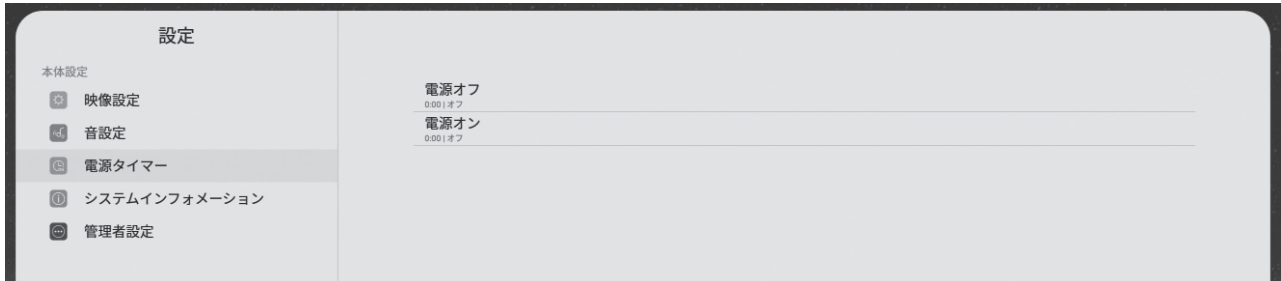 設定
本体設定
映像設定
音設定
電源タイマー
システムインフォメーション
管理者設定
電源オフ
0:00 | オフ
電源オン
0:00 | オフ